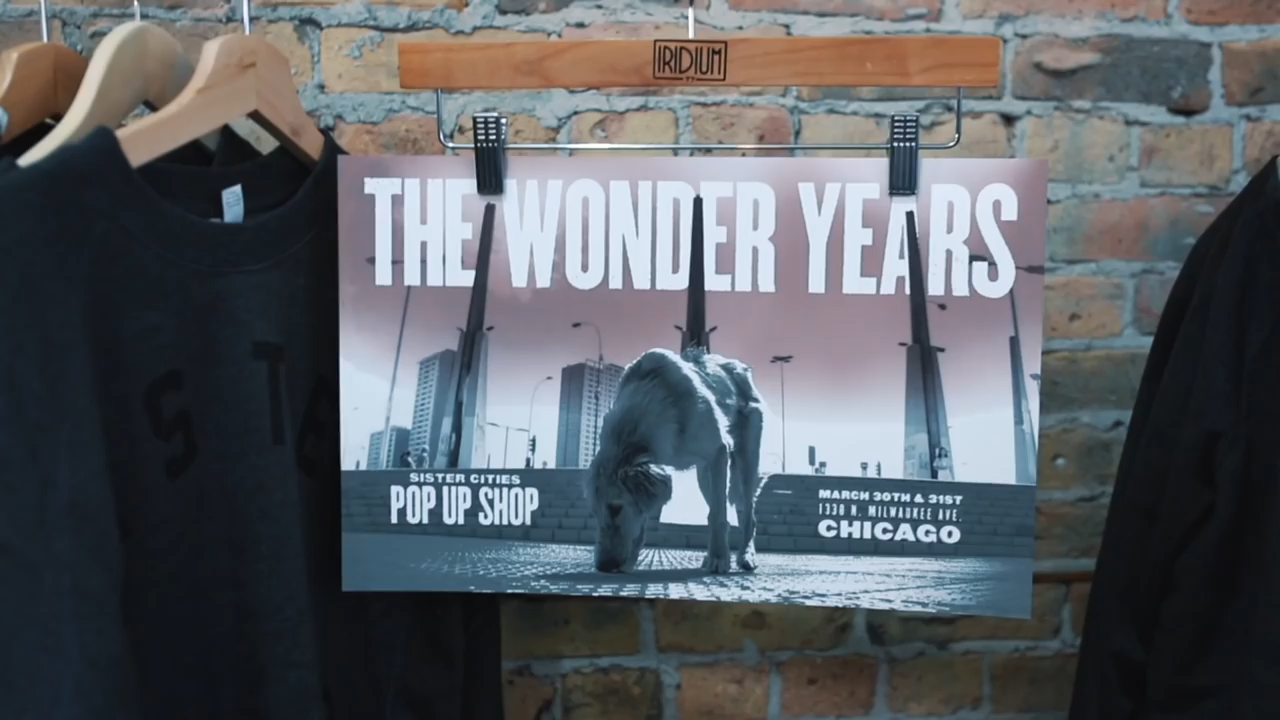 IRIDIUM
THE WONDER YEARS
SISTER CITIES
POP UP SHOP
MARCH 30TH & 31ST
1330 N. MILWAUKEE AVE.
CHICAGO
S T